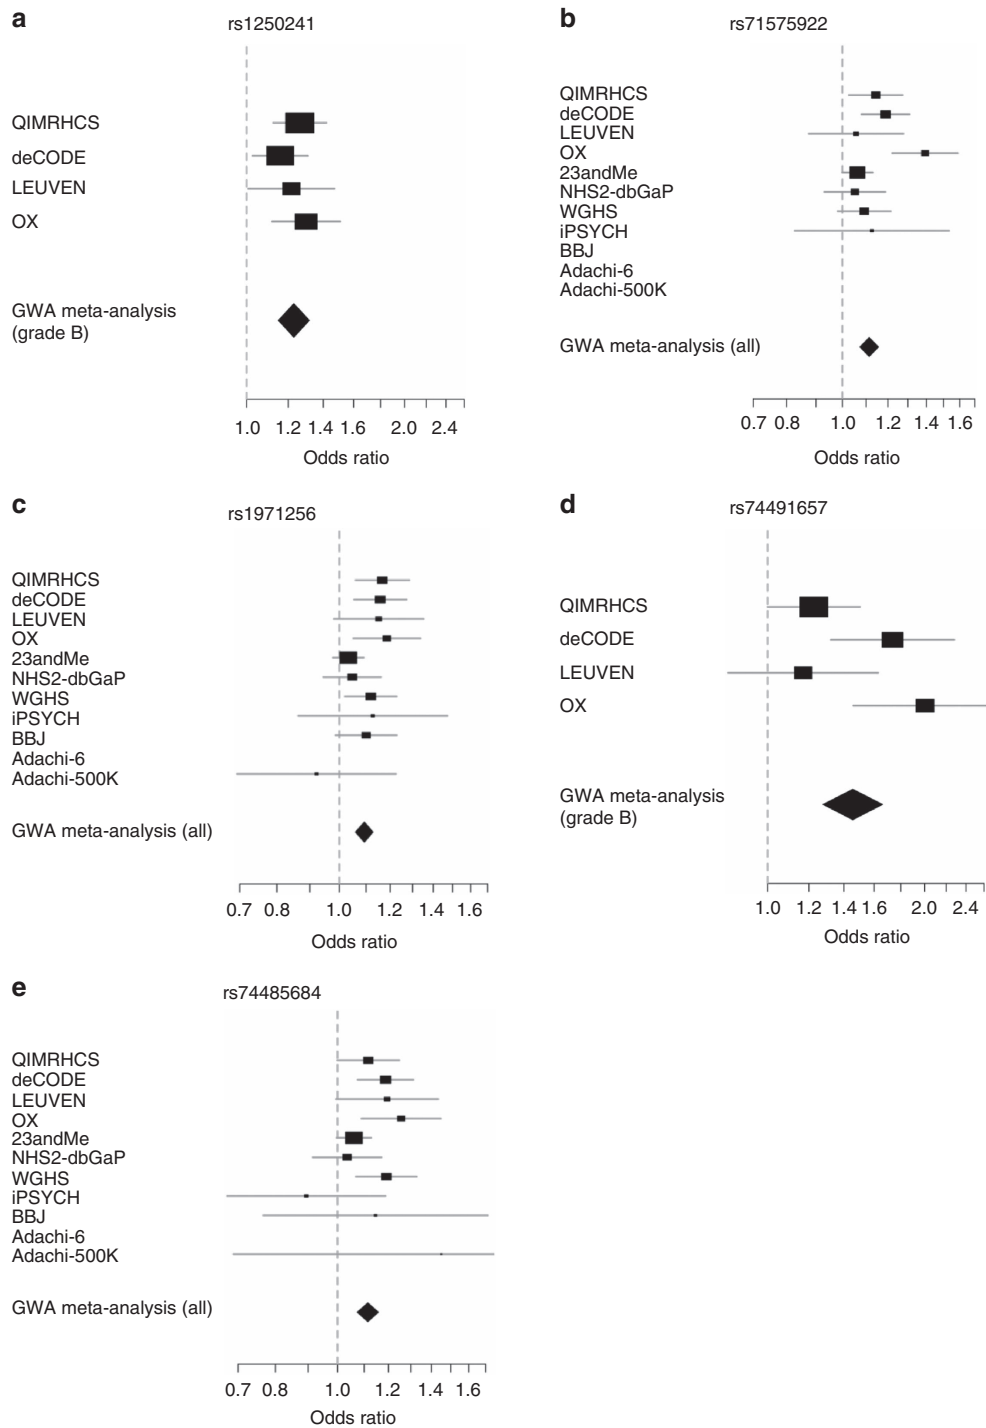 a
rs1250241
QIMRHCS
deCODE
LEUVEN
OX
GWA meta-analysis
(grade B)
1.0 1.2 1.4 1.6 2.0 2.4
Odds ratio
b
rs71575922
QIMRHCS
deCODE
LEUVEN
OX
23andMe
NHS2-dbGaP
WGHS
iPSYCH
BBJ
Adachi-6
Adachi-500K
GWA meta-analysis (all)
0.7 0.8 1.0 1.2 1.4 1.6
Odds ratio
c
rs1971256
QIMRHCS
deCODE
LEUVEN
OX
23andMe
NHS2-dbGaP
WGHS
iPSYCH
BBJ
Adachi-6
Adachi-500K
GWA meta-analysis (all)
0.7 0.8 1.0 1.2 1.4 1.6
Odds ratio
d
rs74491657
QIMRHCS
deCODE
LEUVEN
OX
GWA meta-analysis
(grade B)
1.0 1.2 1.4 1.6 2.0 2.4
Odds ratio
e
rs74485684
QIMRHCS
deCODE
LEUVEN
OX
23andMe
NHS2-dbGaP
WGHS
iPSYCH
BBJ
Adachi-6
Adachi-500K
GWA meta-analysis (all)
0.7 0.8 1.0 1.2 1.4 1.6
Odds ratio